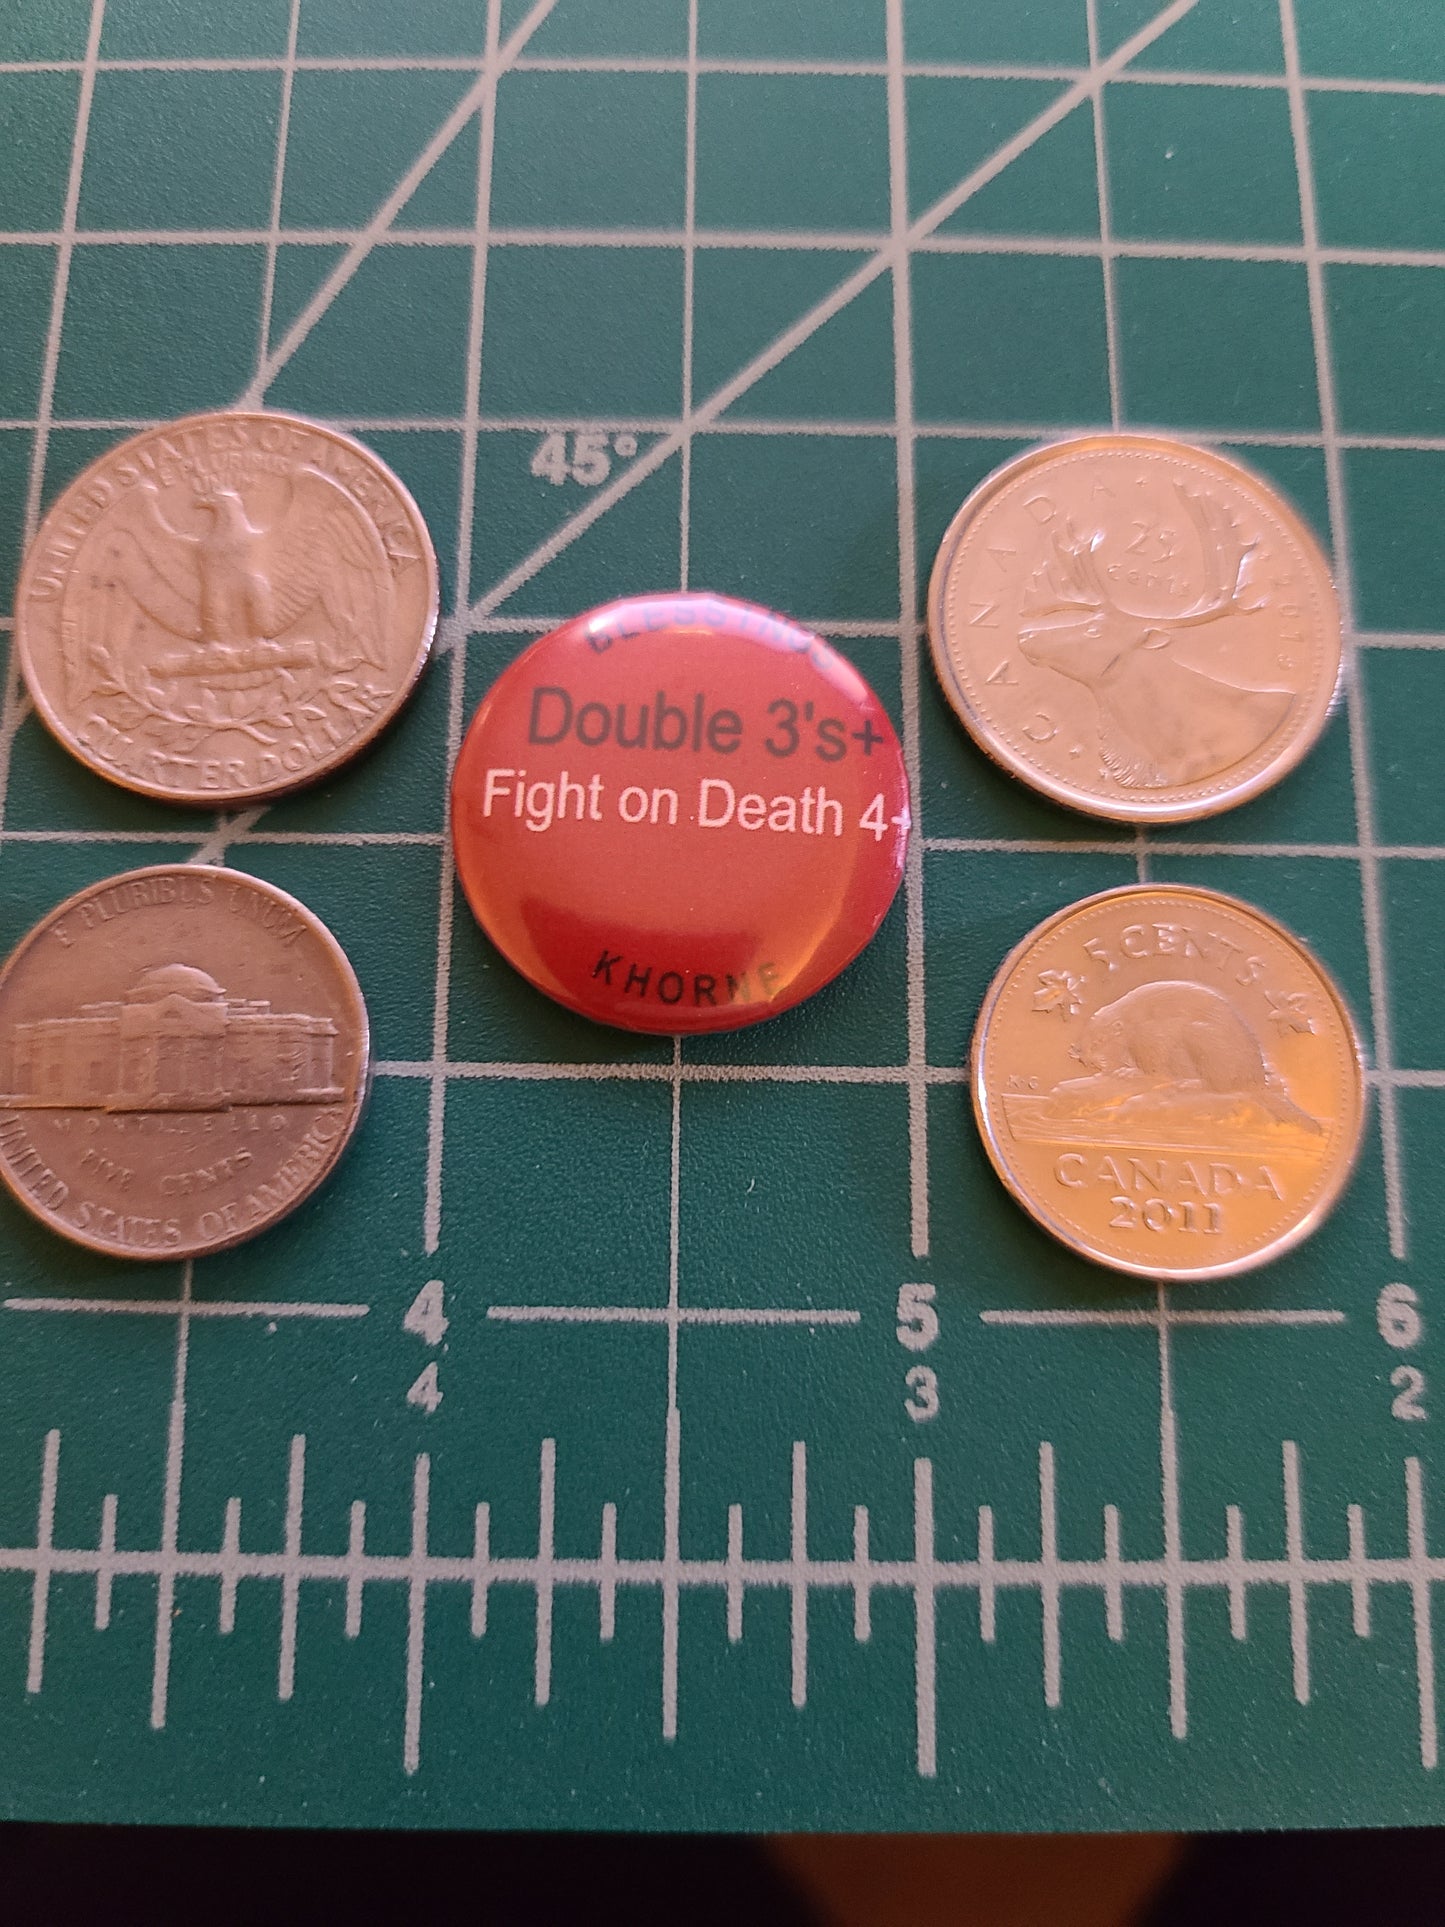 45°
UNITED STATES OF AMERICA
E PLURIBUS
UNUM
QUARTER DOLLAR
BLESSINGS
Double 3's+
Fight on Death 4+
KHORNE
CANADA 2019
25
cents
E PLURIBUS UNUM
MONTICELLO
FIVE CENTS
UNITED STATES OF AMERICA
5 CENTS
K·G
CANADA
2011
4 5 6
4 3 2